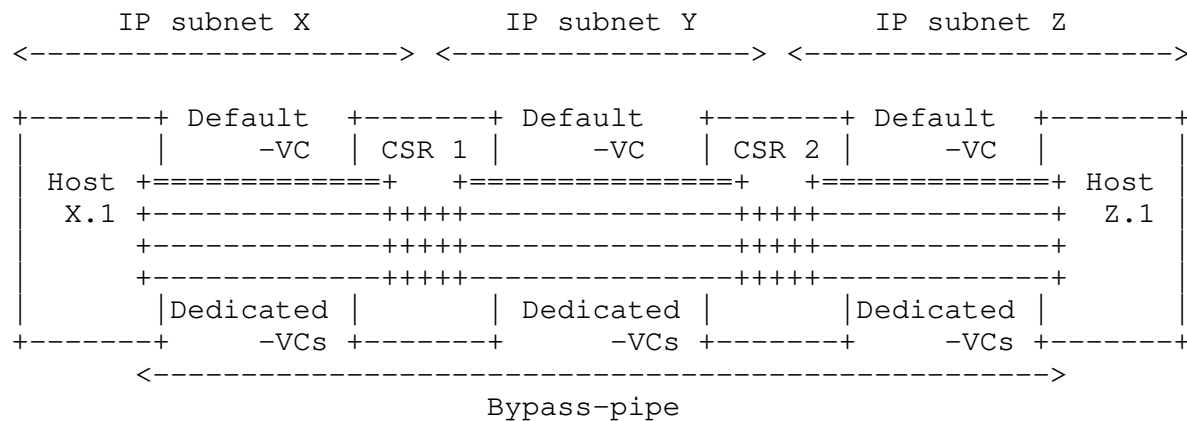 IP subnet X IP subnet Y IP subnet Z
Default Default Default
-VC CSR 1 -VC CSR 2 -VC
Host Host
X.1 Z.1
Dedicated Dedicated Dedicated
-VCs -VCs -VCs
Bypass-pipe